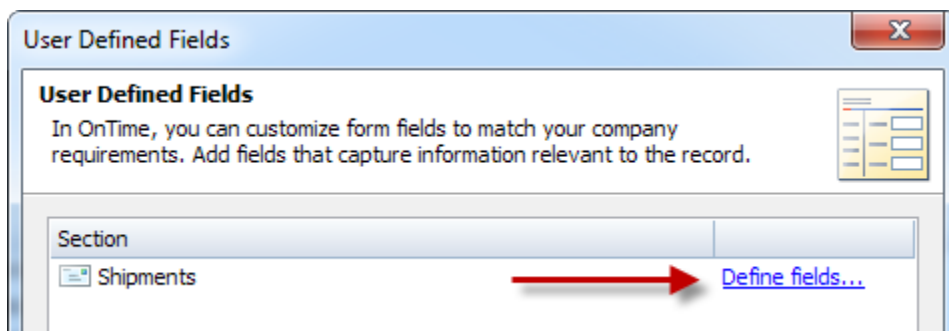 User Defined Fields
User Defined Fields
In OnTime, you can customize form fields to match your company
requirements. Add fields that capture information relevant to the record.
Section
Shipments Define fields...